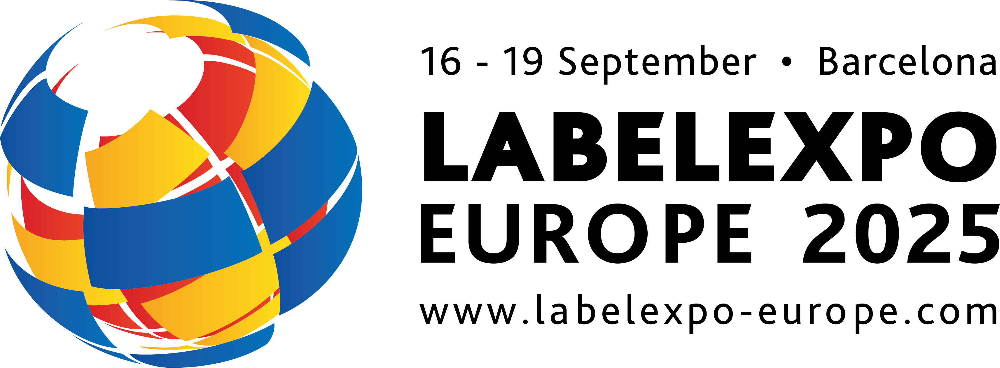 16 - 19 September • Barcelona
LABELEXPO
EUROPE 2025
www.labelexpo-europe.com